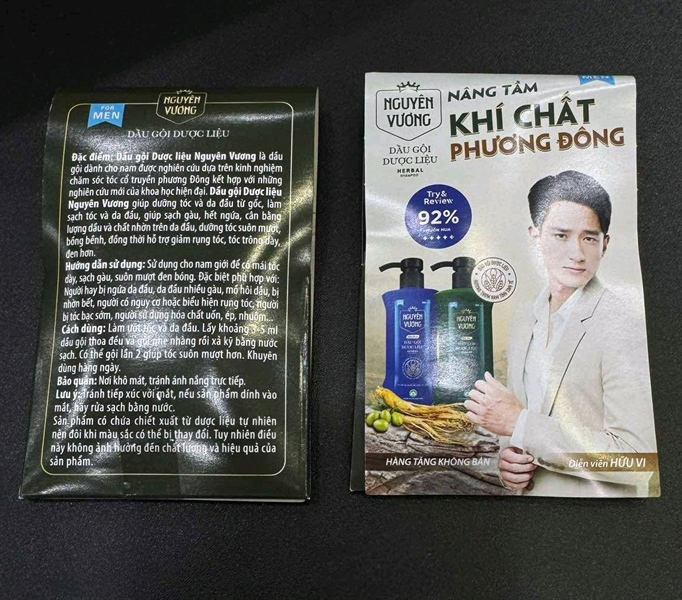 FOR
MEN
NGUYÊN
VƯƠNG
DẦU GỘI DƯỢC LIỆU
Đặc điểm: Dầu gội Dược liệu Nguyên Vương là dầu
gội dành cho nam được nghiên cứu dựa trên kinh nghiệm
chăm sóc tóc cổ truyền phương Đông kết hợp với những
nghiên cứu mới của khoa học hiện đại. Dầu gội Dược liệu
Nguyên Vương giúp dưỡng tóc và da đầu từ gốc, làm
sạch tóc và da đầu, giúp sạch gàu, hết ngứa, cân bằng
lượng dầu và chất nhờn trên da đầu, dưỡng tóc suôn mượt,
bồng bềnh, đồng thời hỗ trợ giảm rụng tóc, tóc trông dày,
đen hơn.
Hướng dẫn sử dụng: Sử dụng cho nam giới để có mái tóc
dày, sạch gàu, suôn mượt đen bóng. Đặc biệt phù hợp với:
Người hay bị ngứa da đầu, da đầu nhiều gàu, mồ hôi dầu, bị
nhờn bết, người có nguy cơ hoặc biểu hiện rụng tóc, người
bị tóc bạc sớm, người sử dụng hóa chất uốn, ép, nhuộm.
Cách dùng: Làm ướt tóc và da đầu. Lấy khoảng 3-5 ml
dầu gội thoa đều và gội nhẹ nhàng rồi xả kỹ bằng nước
sạch. Có thể gội lần 2 giúp tóc suôn mượt hơn. Khuyên
dùng hàng ngày.
Bảo quản: Nơi khô mát, tránh ánh nắng trực tiếp.
Lưu ý: Tránh tiếp xúc với mắt, nếu sản phẩm dính vào
mắt, hãy rửa sạch bằng nước.
Sản phẩm có chứa chiết xuất từ dược liệu tự nhiên
nên đôi khi màu sắc có thể bị thay đổi. Tuy nhiên điều
này không ảnh hưởng đến chất lượng và hiệu quả của
sản phẩm.
MEN
NGUYÊN
VƯƠNG
DẦU GỘI
DƯỢC LIỆU
HERBAL
SHAMPOO
NÂNG TẦM
KHÍ CHẤT
PHƯƠNG ĐÔNG
Try&
Review
92%
NGUYÊN
VƯƠNG
DẦU GỘI
DƯỢC LIỆU
NGUYÊN
VƯƠNG
HÀNG TẶNG KHÔNG BÁN
Diễn viên HỮU VI